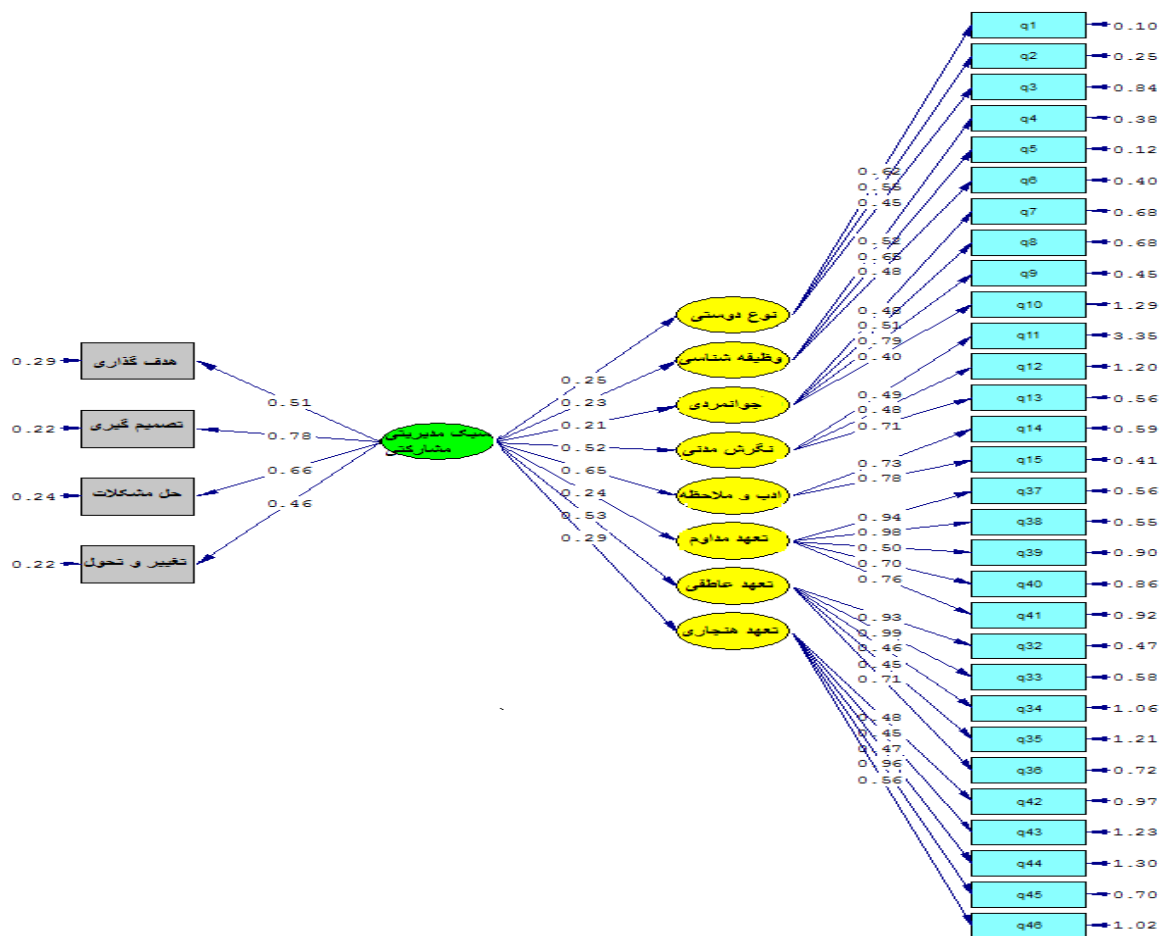 0.29 هدف گذاری
0.22 تصمیم گیری
0.24 حل مشکلات
0.22 تغییر و تحول
0.51
0.78
0.66
0.46
سبک مدیریتی
مشارکتی
0.25
0.23
0.21
0.52
0.65
0.24
0.53
0.29
نوع دوستی
وظیفه شناسی
جوانمردی
نگرش مدنی
ادب و ملاحظه
تعهد مداوم
تعهد عاطفی
تعهد هنجاری
0.62
0.55
0.45
0.52
0.65
0.48
0.48
0.51
0.79
0.40
0.49
0.48
0.71
0.73
0.78
0.94
0.98
0.50
0.70
0.76
0.93
0.99
0.46
0.45
0.71
0.48
0.45
0.47
0.96
0.56
q1 0.10
q2 0.25
q3 0.84
q4 0.38
q5 0.12
q6 0.40
q7 0.68
q8 0.68
q9 0.45
q10 1.29
q11 3.35
q12 1.20
q13 0.56
q14 0.59
q15 0.41
q37 0.56
q38 0.55
q39 0.90
q40 0.86
q41 0.92
q32 0.47
q33 0.58
q34 1.06
q35 1.21
q36 0.72
q42 0.97
q43 1.23
q44 1.30
q45 0.70
q46 1.02